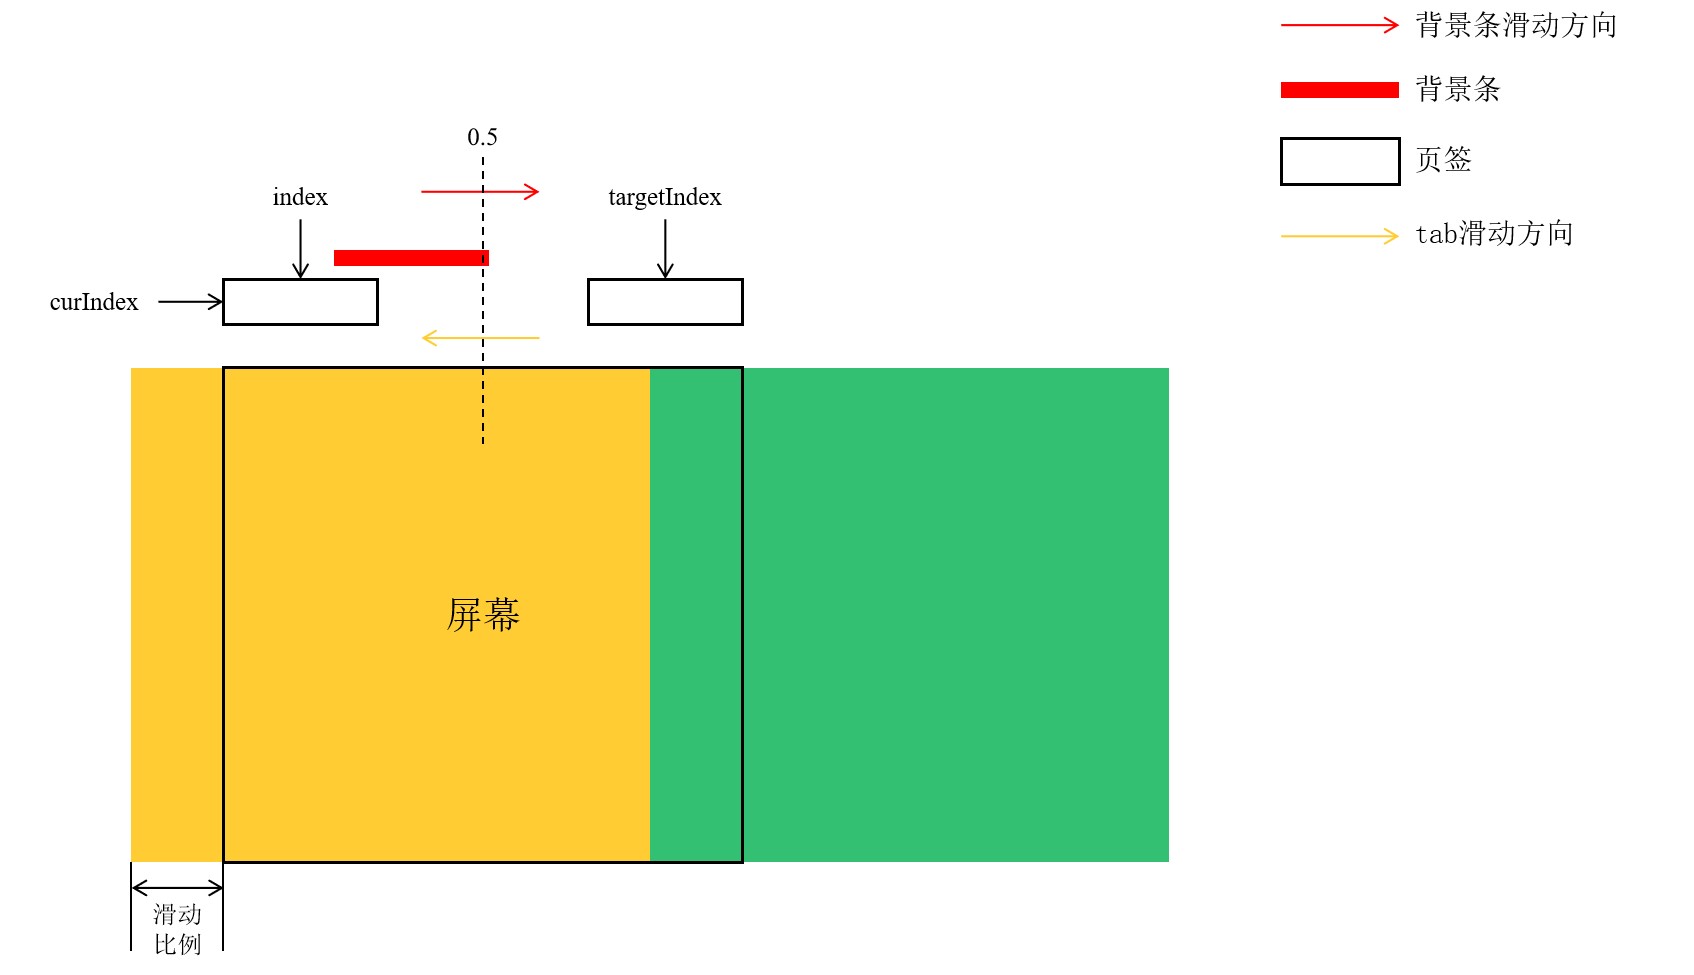 背景条滑动方向
背景条
0.5
页签
index
targetIndex
tab滑动方向
curIndex
屏幕
滑动
比例